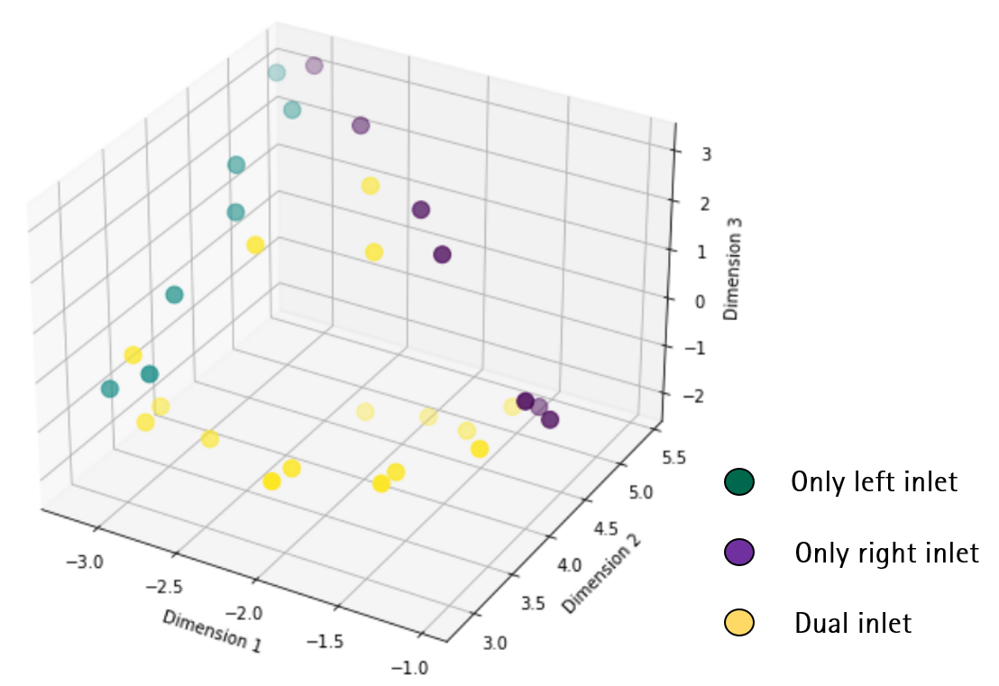 3
2
1
0
−1
−2
Dimension 3
5.5
5.0
4.5
4.0
3.5
3.0
Dimension 2
−3.0
−2.5
−2.0
−1.5
−1.0
Dimension 1
Only left inlet
Only right inlet
Dual inlet